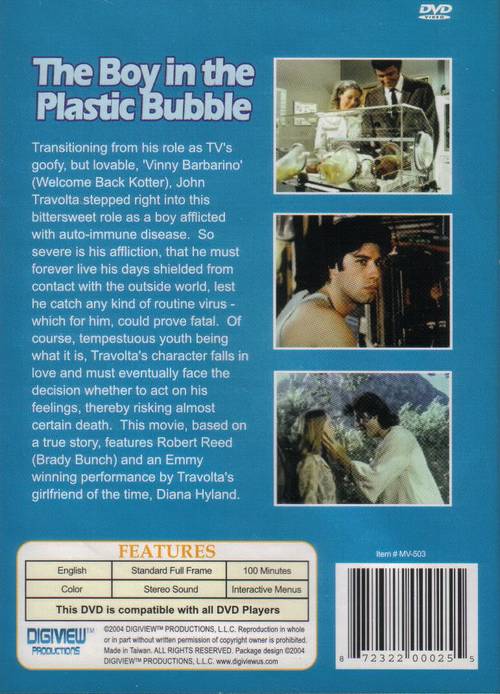 DVD
VIDEO
The Boy in the
Plastic Bubble
Transitioning from his role as TV's
goofy, but lovable, 'Vinny Barbarino'
(Welcome Back Kotter), John
Travolta stepped right into this
bittersweet role as a boy afflicted
with auto-immune disease. So
severe is his affliction, that he must
forever live his days shielded from
contact with the outside world, lest
he catch any kind of routine virus -
which for him, could prove fatal. Of
course, tempestuous youth being
what it is, Travolta's character falls in
love and must eventually face the
decision whether to act on his
feelings, thereby risking almost
certain death. This movie, based on
a true story, features Robert Reed
(Brady Bunch) and an Emmy
winning performance by Travolta's
girlfriend of the time, Diana Hyland.
FEATURES
English Standard Full Frame 100 Minutes
Color Stereo Sound Interactive Menus
This DVD is compatible with all DVD Players
DIGIVIEW™
PRODUCTIONS
©2004 DIGIVIEW™ PRODUCTIONS, L.L.C. Reproduction in whole
or in part without written permission of copyright owner is prohibited.
Made in Taiwan. ALL RIGHTS RESERVED. Package design ©2004
DIGIVIEW™ PRODUCTIONS, L.L.C. www.digiviewus.com
Item # MV-503
8 72322 00025 5